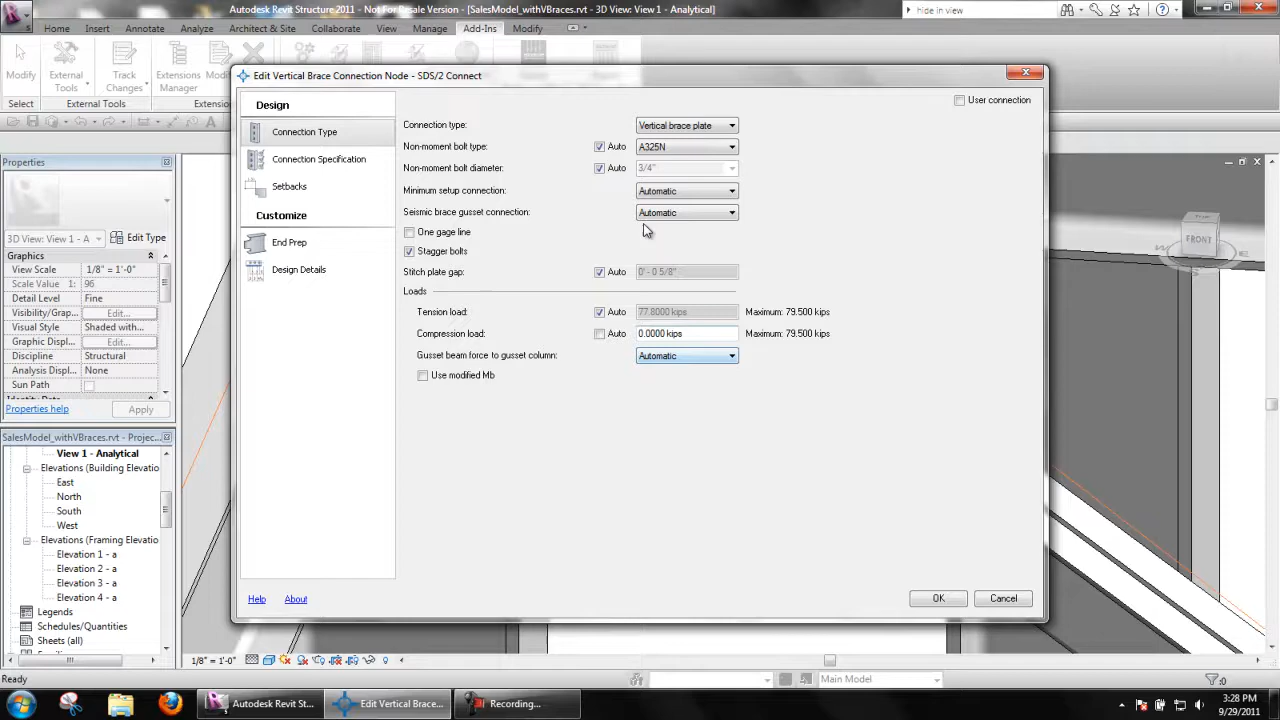 Autodesk Revit Structure 2011 - Not For Resale Version - [SalesModel_withVBraces.rvt - 3D View: View 1 - Analytical]
hide in view
Home Insert Annotate Analyze Architect & Site Collaborate View Manage Add-Ins Modify
Modify
External Tools
Track Changes
Extensions Manager
Select External Tools
Edit Vertical Brace Connection Node - SDS/2 Connect
Design
User connection
Connection Type
Connection Specification
Setbacks
Customize
End Prep
Design Details
Connection type: Vertical brace plate
Non-moment bolt type: Auto A325N
Non-moment bolt diameter: Auto 3/4"
Minimum setup connection: Automatic
Seismic brace gusset connection: Automatic
One gage line
Stagger bolts
Stitch plate gap: Auto 0' - 0 5/8"
Loads
Tension load: Auto 77.8000 kips Maximum: 79.500 kips
Compression load: Auto 0.0000 kips Maximum: 79.500 kips
Gusset beam force to gusset column: Automatic
Use modified Mb
Help About
OK Cancel
Properties
3D View: View 1 - A Edit Type
Graphics
View Scale 1/8" = 1'-0"
Scale Value 1: 96
Detail Level Fine
Visibility/Grap... Edit...
Visual Style Shaded with...
Graphic Displ... Edit...
Discipline Structural
Analysis Displ... None
Sun Path
Properties help Apply
SalesModel_withVBraces.rvt - Projec...
View 1 - Analytical
Elevations (Building Elevatio
East
North
South
West
Elevations (Framing Elevatio
Elevation 1 - a
Elevation 2 - a
Elevation 3 - a
Elevation 4 - a
Legends
Schedules/Quantities
Sheets (all)
FRONT
1/8" = 1'-0"
Ready
:0
Main Model
:0
Autodesk Revit St...
Edit Vertical Brace...
Recording...
3:28 PM
9/29/2011